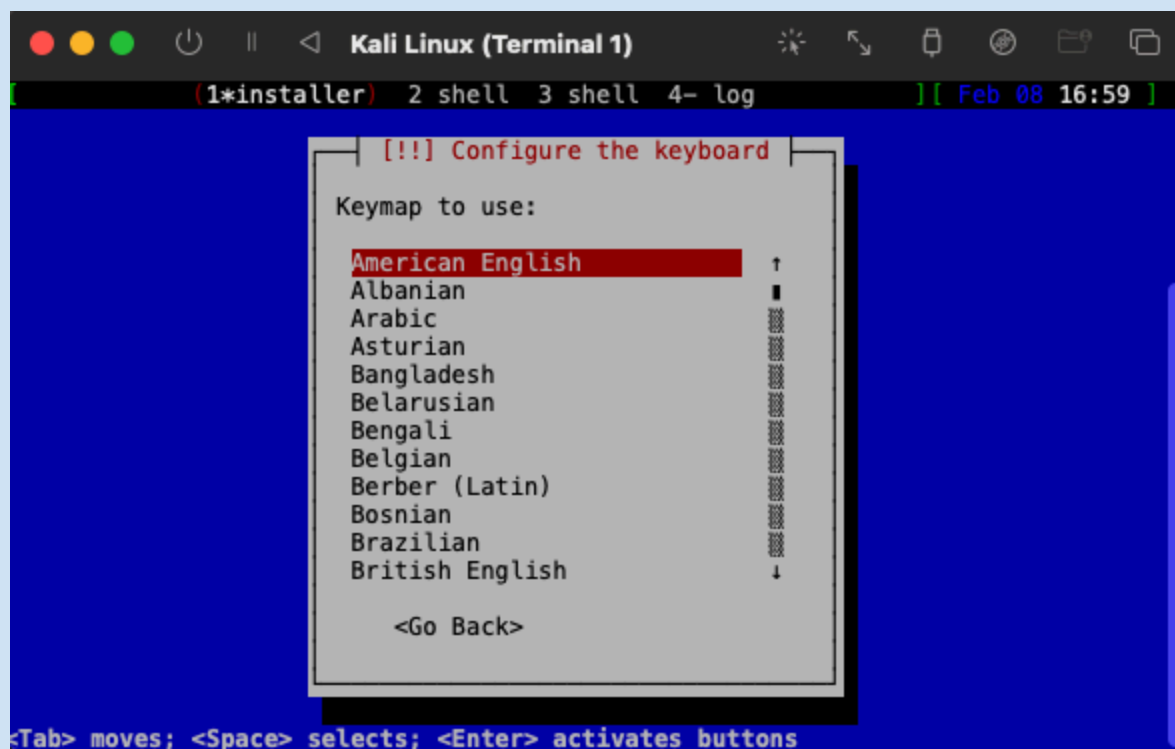 Kali Linux (Terminal 1)
[ (1*installer) 2 shell 3 shell 4- log ][ Feb 08 16:59 ]
[!!] Configure the keyboard
Keymap to use:
American English
Albanian
Arabic
Asturian
Bangladesh
Belarusian
Bengali
Belgian
Berber (Latin)
Bosnian
Brazilian
British English
<Go Back>
<Tab> moves; <Space> selects; <Enter> activates buttons